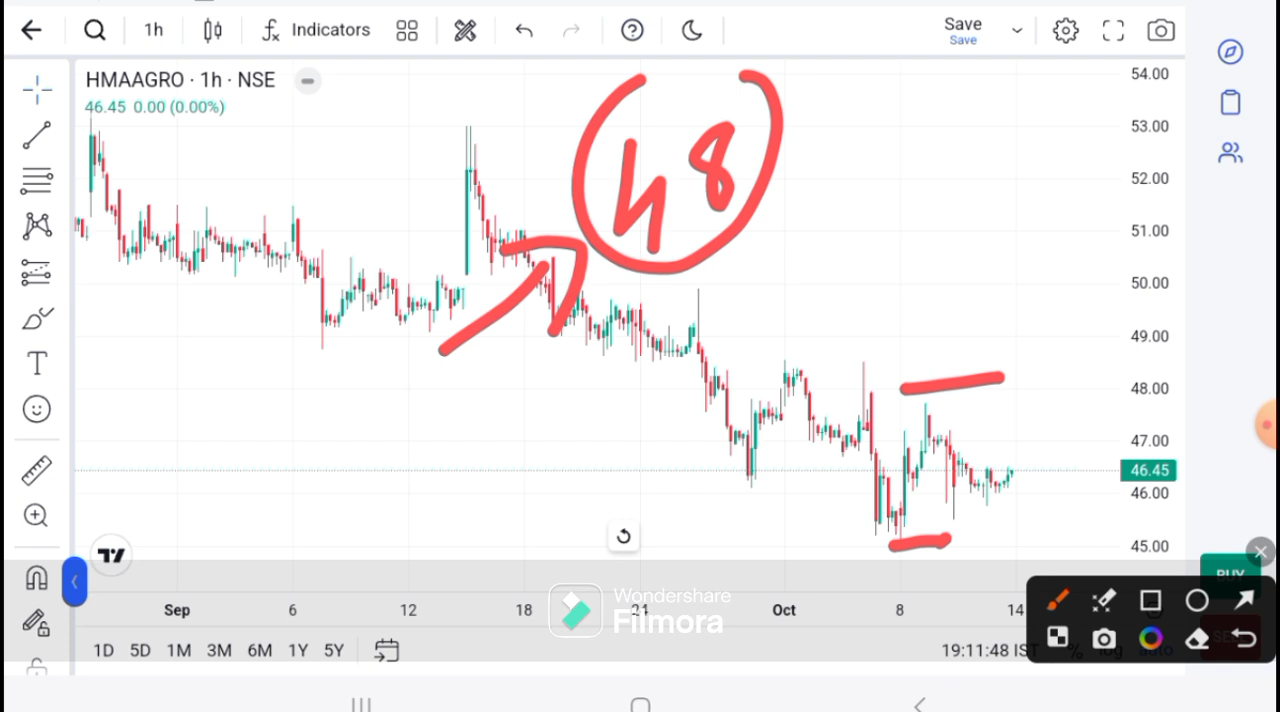 1h Indicators Save
Save
HMAAGRO · 1h · NSE
46.45 0.00 (0.00%)
48
54.00
53.00
52.00
51.00
50.00
49.00
48.00
47.00
46.45
46.00
45.00
BUY
Wondershare
Filmora
Sep 6 12 18 24 Oct 8 14
1D 5D 1M 3M 6M 1Y 5Y 19:11:48 IST % log auto